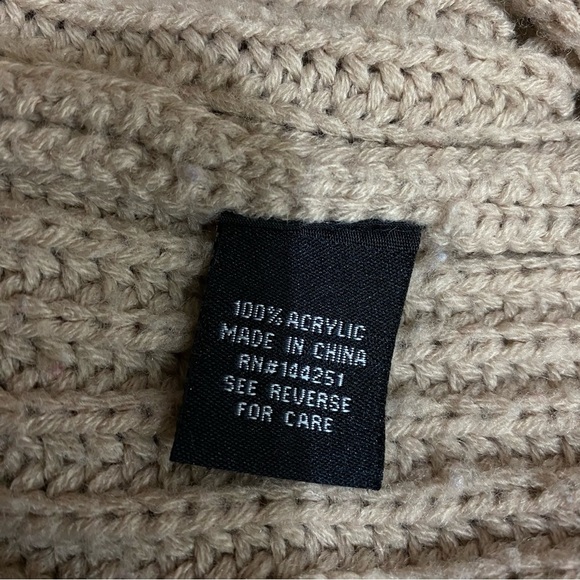 100% ACRYLIC
MADE IN CHINA
RN#144251
SEE REVERSE
FOR CARE